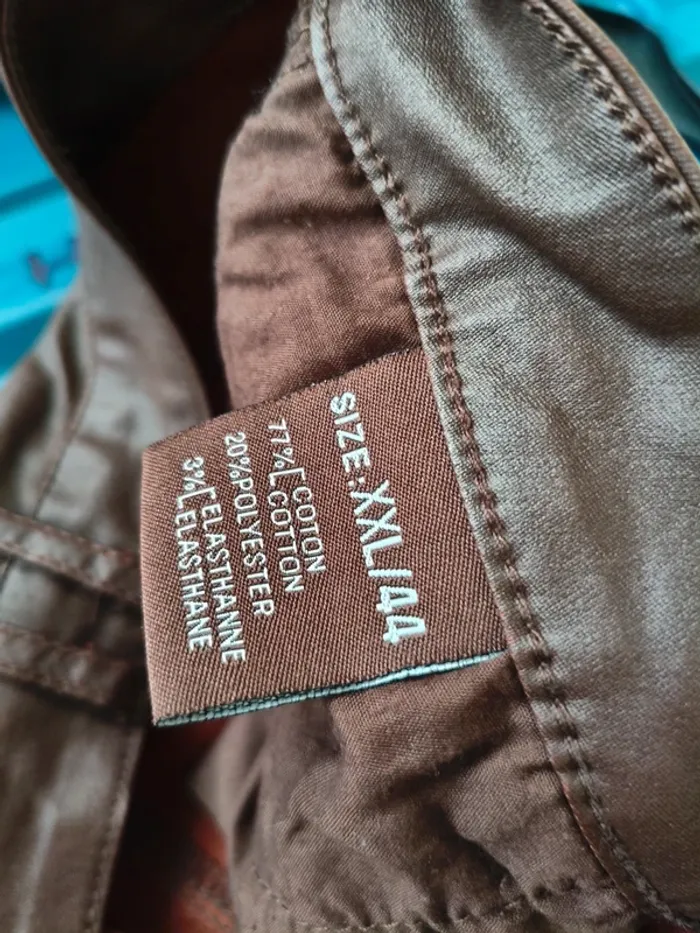 SIZE:XXL/44
COTON
77%[COTTON
20%POLYESTER
[ELASTHANNE
3%[ELASTHANE